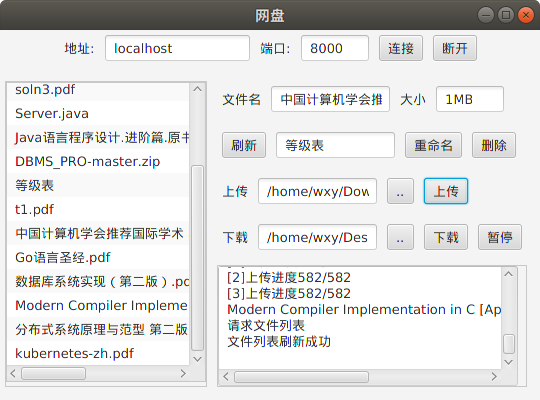 网盘
地址: localhost 端口: 8000 连接 断开
soln3.pdf
Server.java
Java语言程序设计.进阶篇.原书
DBMS_PRO-master.zip
等级表
t1.pdf
中国计算机学会推荐国际学术
Go语言圣经.pdf
数据库系统实现（第二版）.pd
Modern Compiler Impleme
分布式系统原理与范型 第二版
kubernetes-zh.pdf
文件名 中国计算机学会推 大小 1MB
刷新 等级表 重命名 删除
上传 /home/wxy/Dow .. 上传
下载 /home/wxy/Des .. 下载 暂停
[2]上传进度582/582
[3]上传进度582/582
Modern Compiler Implementation in C [Ap
请求文件列表
文件列表刷新成功